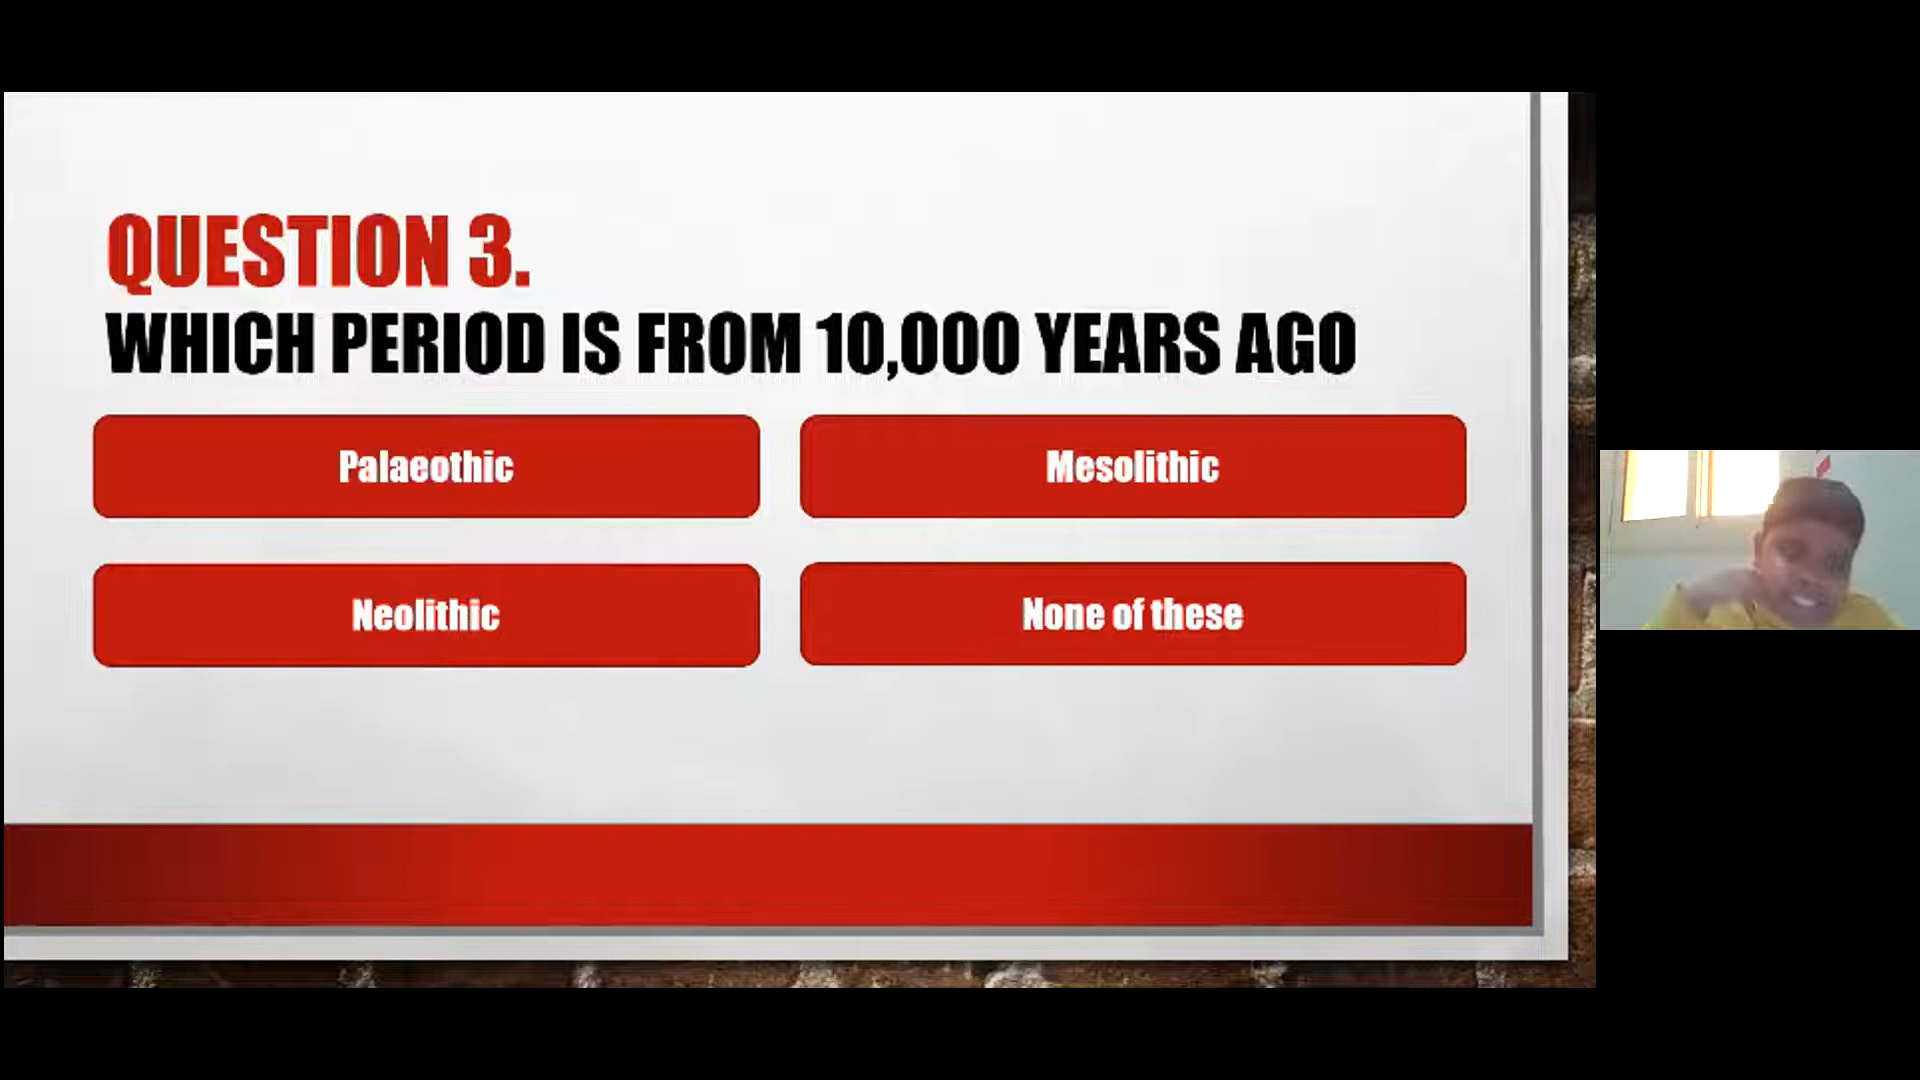 QUESTION 3.
WHICH PERIOD IS FROM 10,000 YEARS AGO
Palaeothic
Mesolithic
Neolithic
None of these